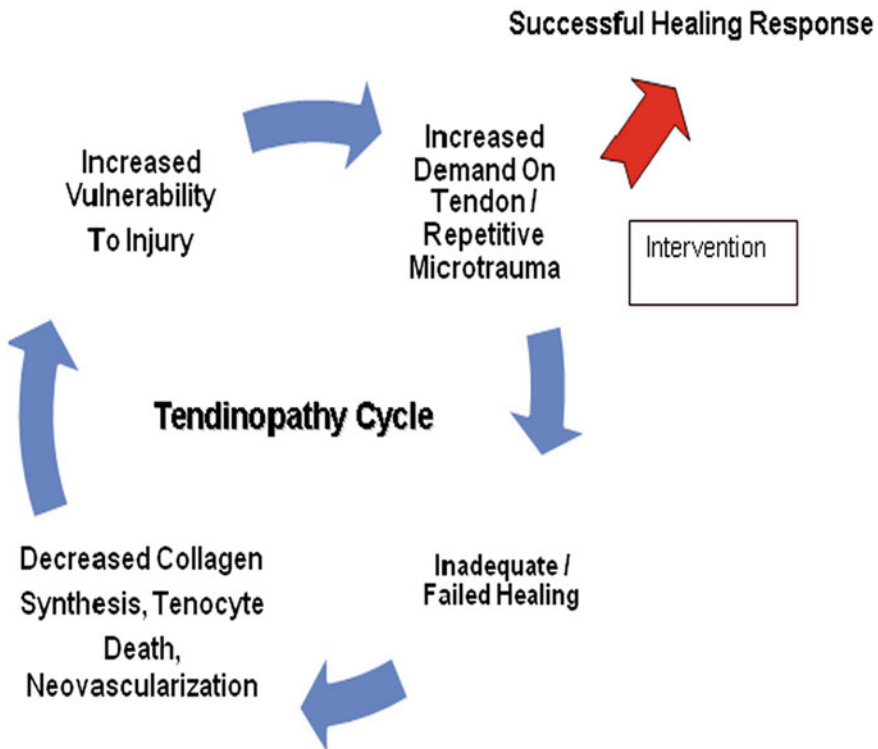 Successful Healing Response
Increased
Vulnerability
To Injury
Increased
Demand On
Tendon /
Repetitive
Microtrauma
Intervention
Tendinopathy Cycle
Decreased Collagen
Synthesis, Tenocyte
Death,
Neovascularization
Inadequate /
Failed Healing